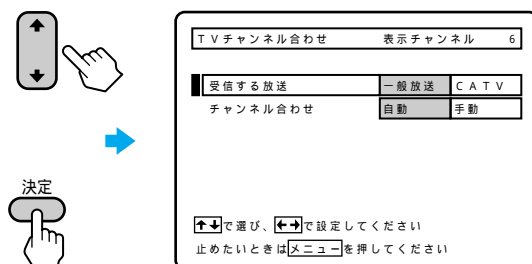 TVチャンネル合わせ 表示チャンネル 6
受信する放送 一般放送 CATV
チャンネル合わせ 自動 手動
決定
↑↓で選び、←→で設定してください
止めたいときはメニューを押してください